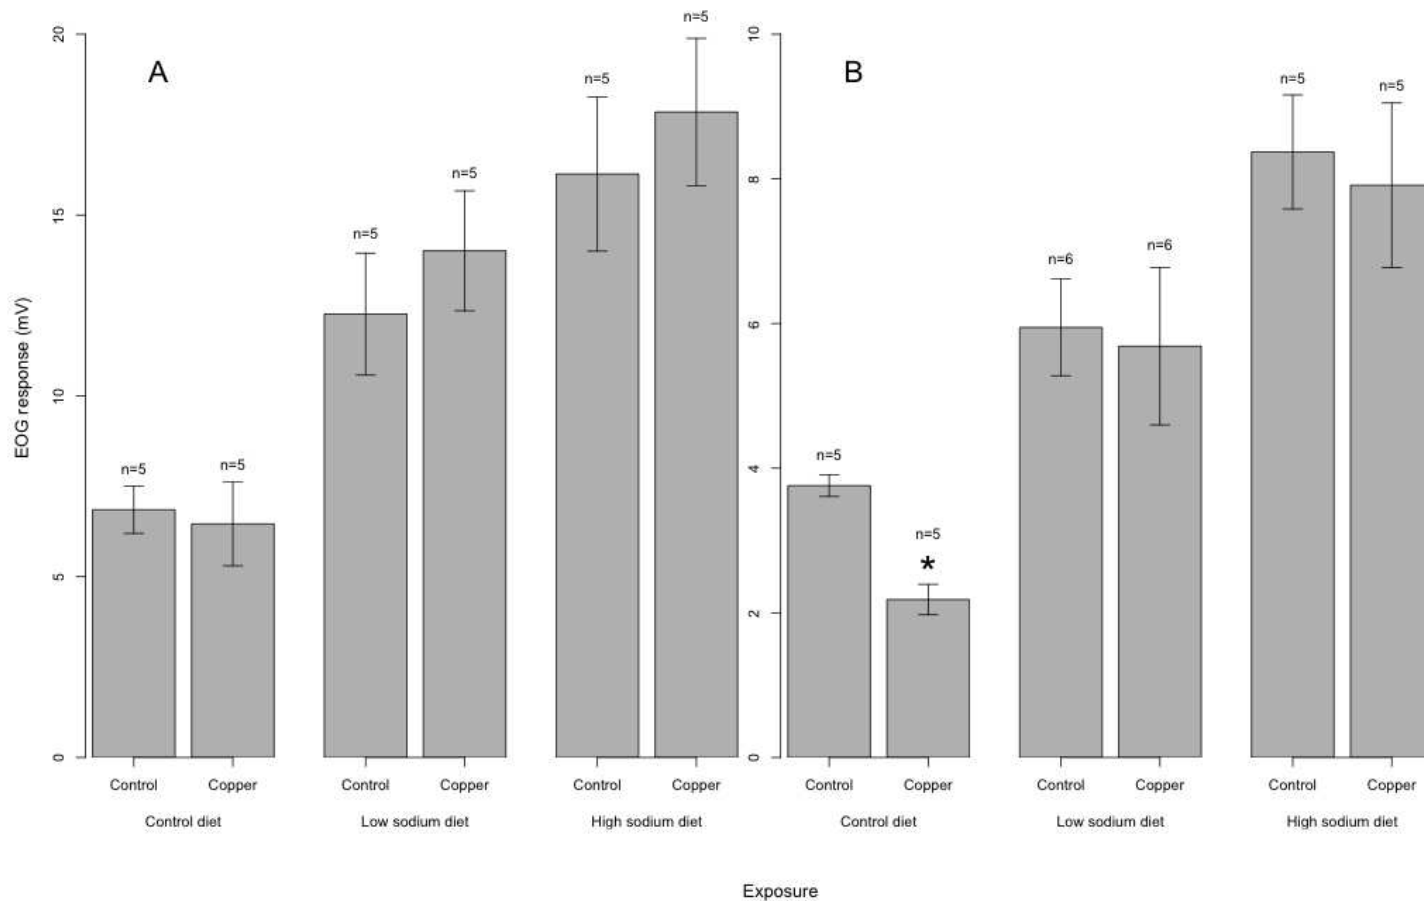 n=5
n=5
n=5
n=5
n=5
n=5
A
EOG response (mV)
0
5
10
15
20
Control
Copper
Control
Copper
Control
Copper
Control diet
Low sodium diet
High sodium diet
B
0
2
4
6
8
10
n=5
n=5
*
n=6
n=6
n=5
n=5
Control
Copper
Control
Copper
Control
Copper
Control diet
Low sodium diet
High sodium diet
Exposure